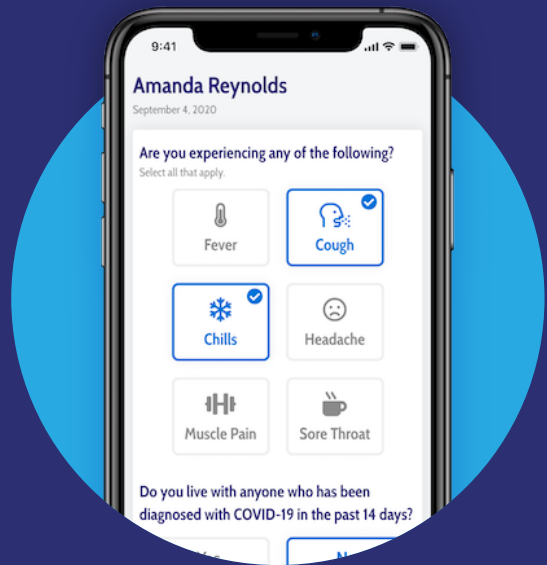 9:41
Amanda Reynolds
September 4, 2020
Are you experiencing any of the following?
Select all that apply.
Fever
Cough
Chills
Headache
Muscle Pain
Sore Throat
Do you live with anyone who has been
diagnosed with COVID-19 in the past 14 days?